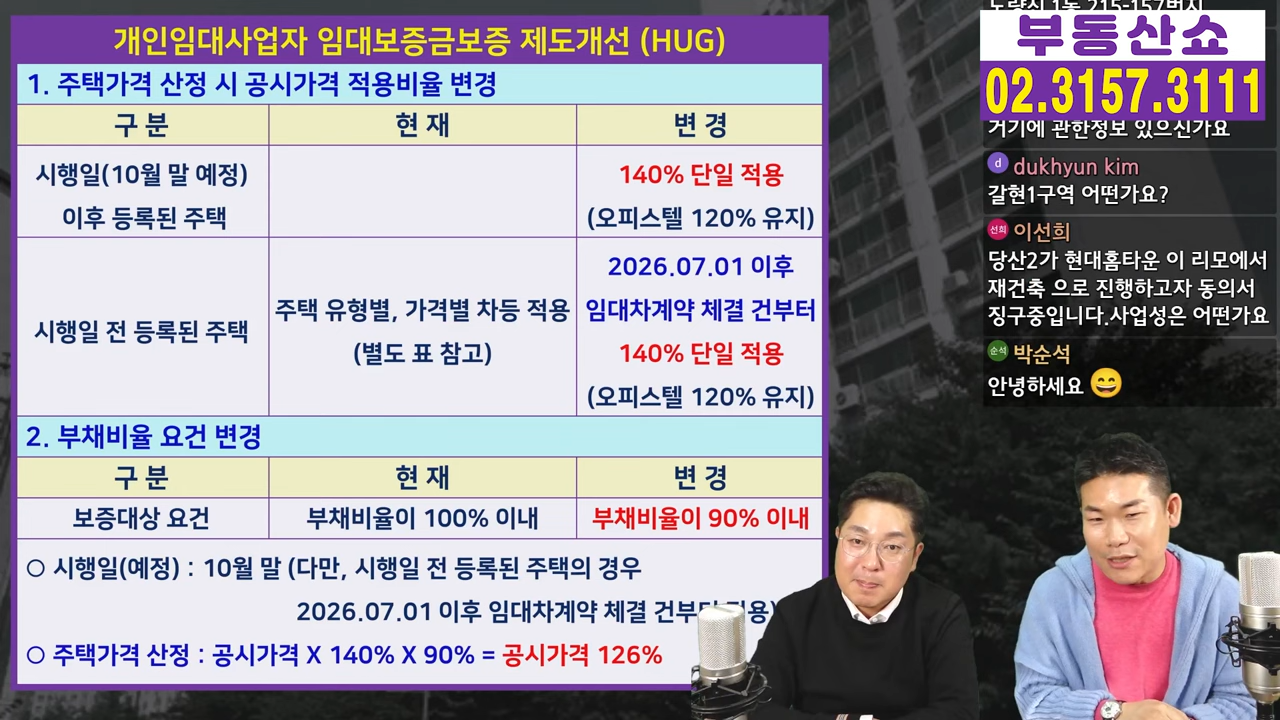 개인임대사업자 임대보증금보증 제도개선 (HUG)
1. 주택가격 산정 시 공시가격 적용비율 변경
구 분
현 재
변 경
시행일(10월 말 예정)
이후 등록된 주택
140% 단일 적용
(오피스텔 120% 유지)
시행일 전 등록된 주택
주택 유형별, 가격별 차등 적용
(별도 표 참고)
2026.07.01 이후
임대차계약 체결 건부터
140% 단일 적용
(오피스텔 120% 유지)
2. 부채비율 요건 변경
구 분
현 재
변 경
보증대상 요건
부채비율이 100% 이내
부채비율이 90% 이내
○ 시행일(예정) : 10월 말 (다만, 시행일 전 등록된 주택의 경우
2026.07.01 이후 임대차계약 체결
○ 주택가격 산정 : 공시가격 X 140% X 90% = 공시가격 126%
노량진 1동 215-157번지
부동산쇼
02.3157.3111
거기에 관한정보 있으신가요
d dukhyun kim
갈현1구역 어떤가요?
선희 이선희
당산2가 현대홈타운 이 리모에서
재건축 으로 진행하고자 동의서
징구중입니다.사업성은 어떤가요
순석 박순석
안녕하세요 😄